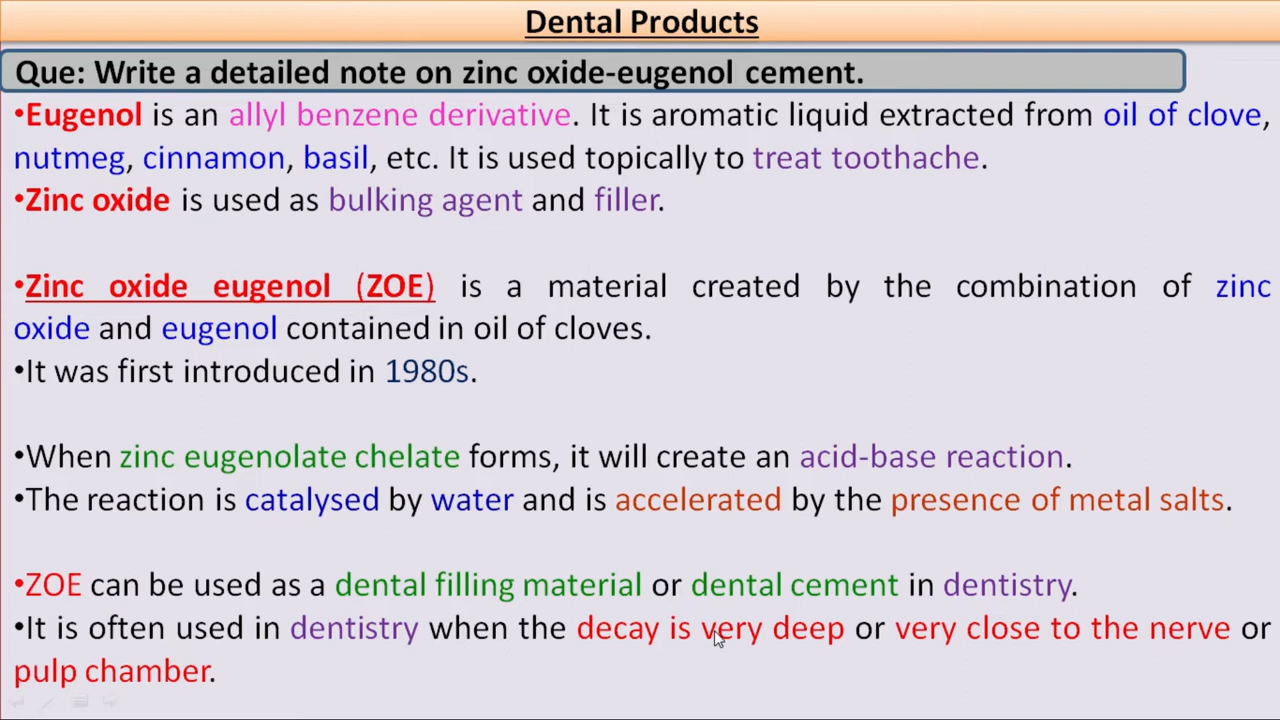 Dental Products
Que: Write a detailed note on zinc oxide-eugenol cement.
•Eugenol is an allyl benzene derivative. It is aromatic liquid extracted from oil of clove,
nutmeg, cinnamon, basil, etc. It is used topically to treat toothache.
•Zinc oxide is used as bulking agent and filler.
•Zinc oxide eugenol (ZOE) is a material created by the combination of zinc
oxide and eugenol contained in oil of cloves.
•It was first introduced in 1980s.
•When zinc eugenolate chelate forms, it will create an acid-base reaction.
•The reaction is catalysed by water and is accelerated by the presence of metal salts.
•ZOE can be used as a dental filling material or dental cement in dentistry.
•It is often used in dentistry when the decay is very deep or very close to the nerve or
pulp chamber.